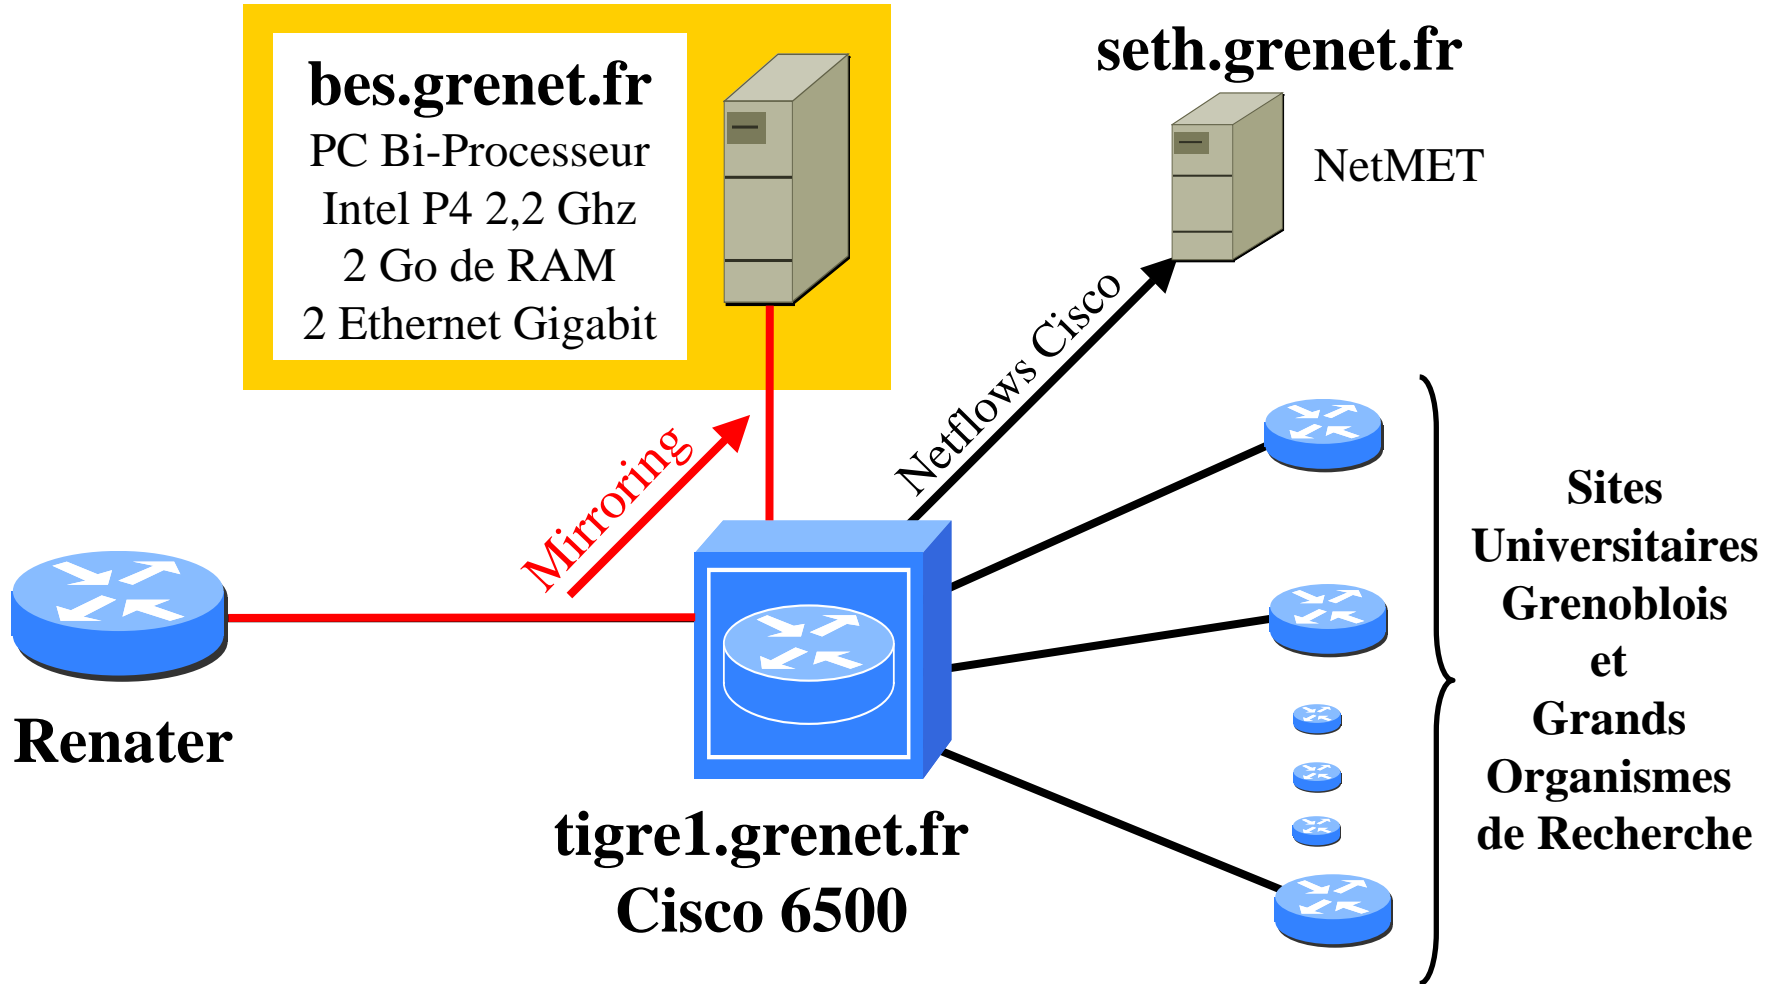 bes.grenet.fr
PC Bi-Processeur
Intel P4 2,2 Ghz
2 Go de RAM
2 Ethernet Gigabit
seth.grenet.fr
NetMET
Netflows Cisco
Mirroring
Renater
tigre1.grenet.fr
Cisco 6500
Sites
Universitaires
Grenoblois
et
Grands
Organismes
de Recherche